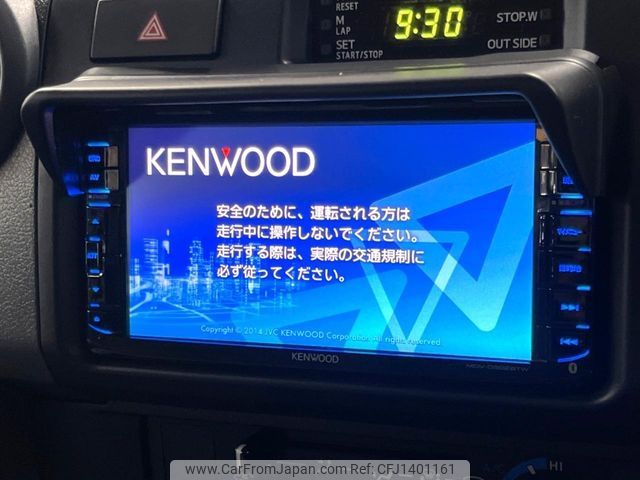 RESET
M
LAP
SET
START/STOP
9:30
STOP.W
OUT SIDE
KENWOOD
安全のために、運転される方は
走行中に操作しないでください。
走行する際は、実際の交通規制に
必ず従ってください。
Copyright © 2014 JVC KENWOOD Corporation. All rights reserved.
KENWOOD
AV
HI
www.CarFromJapan.com - CFJ1401161